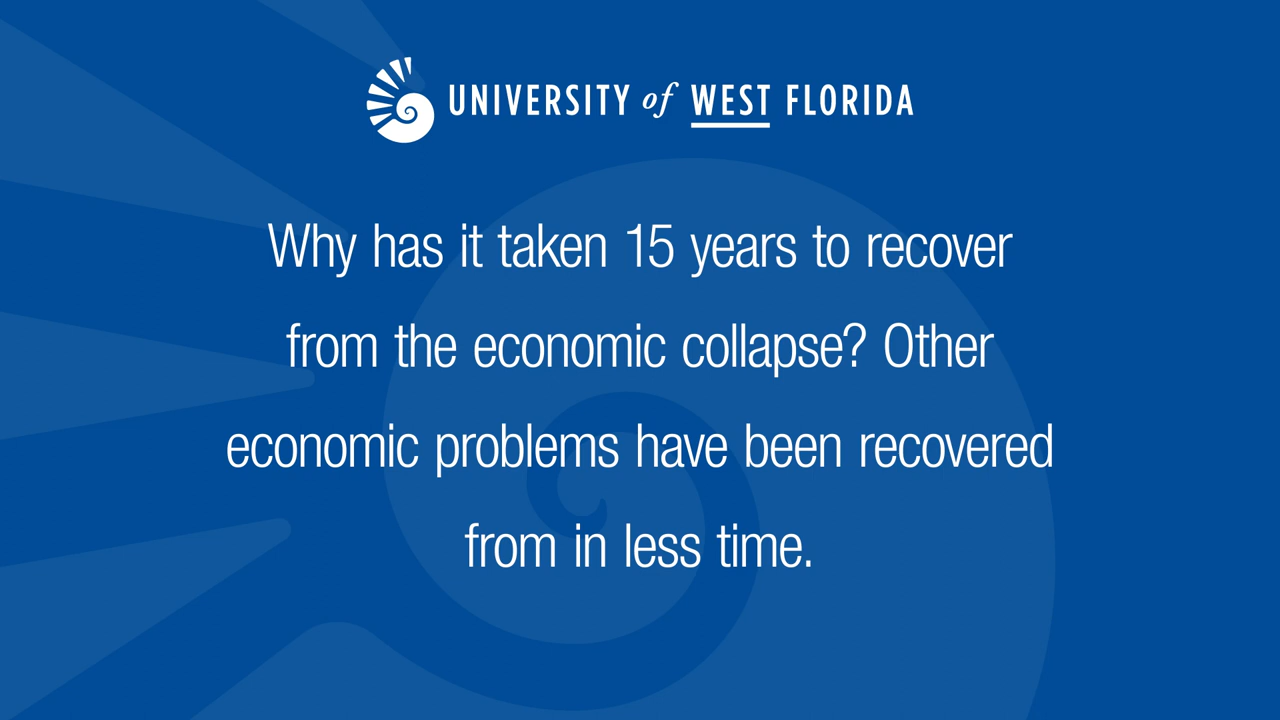 UNIVERSITY of WEST FLORIDA
Why has it taken 15 years to recover
from the economic collapse? Other
economic problems have been recovered
from in less time.